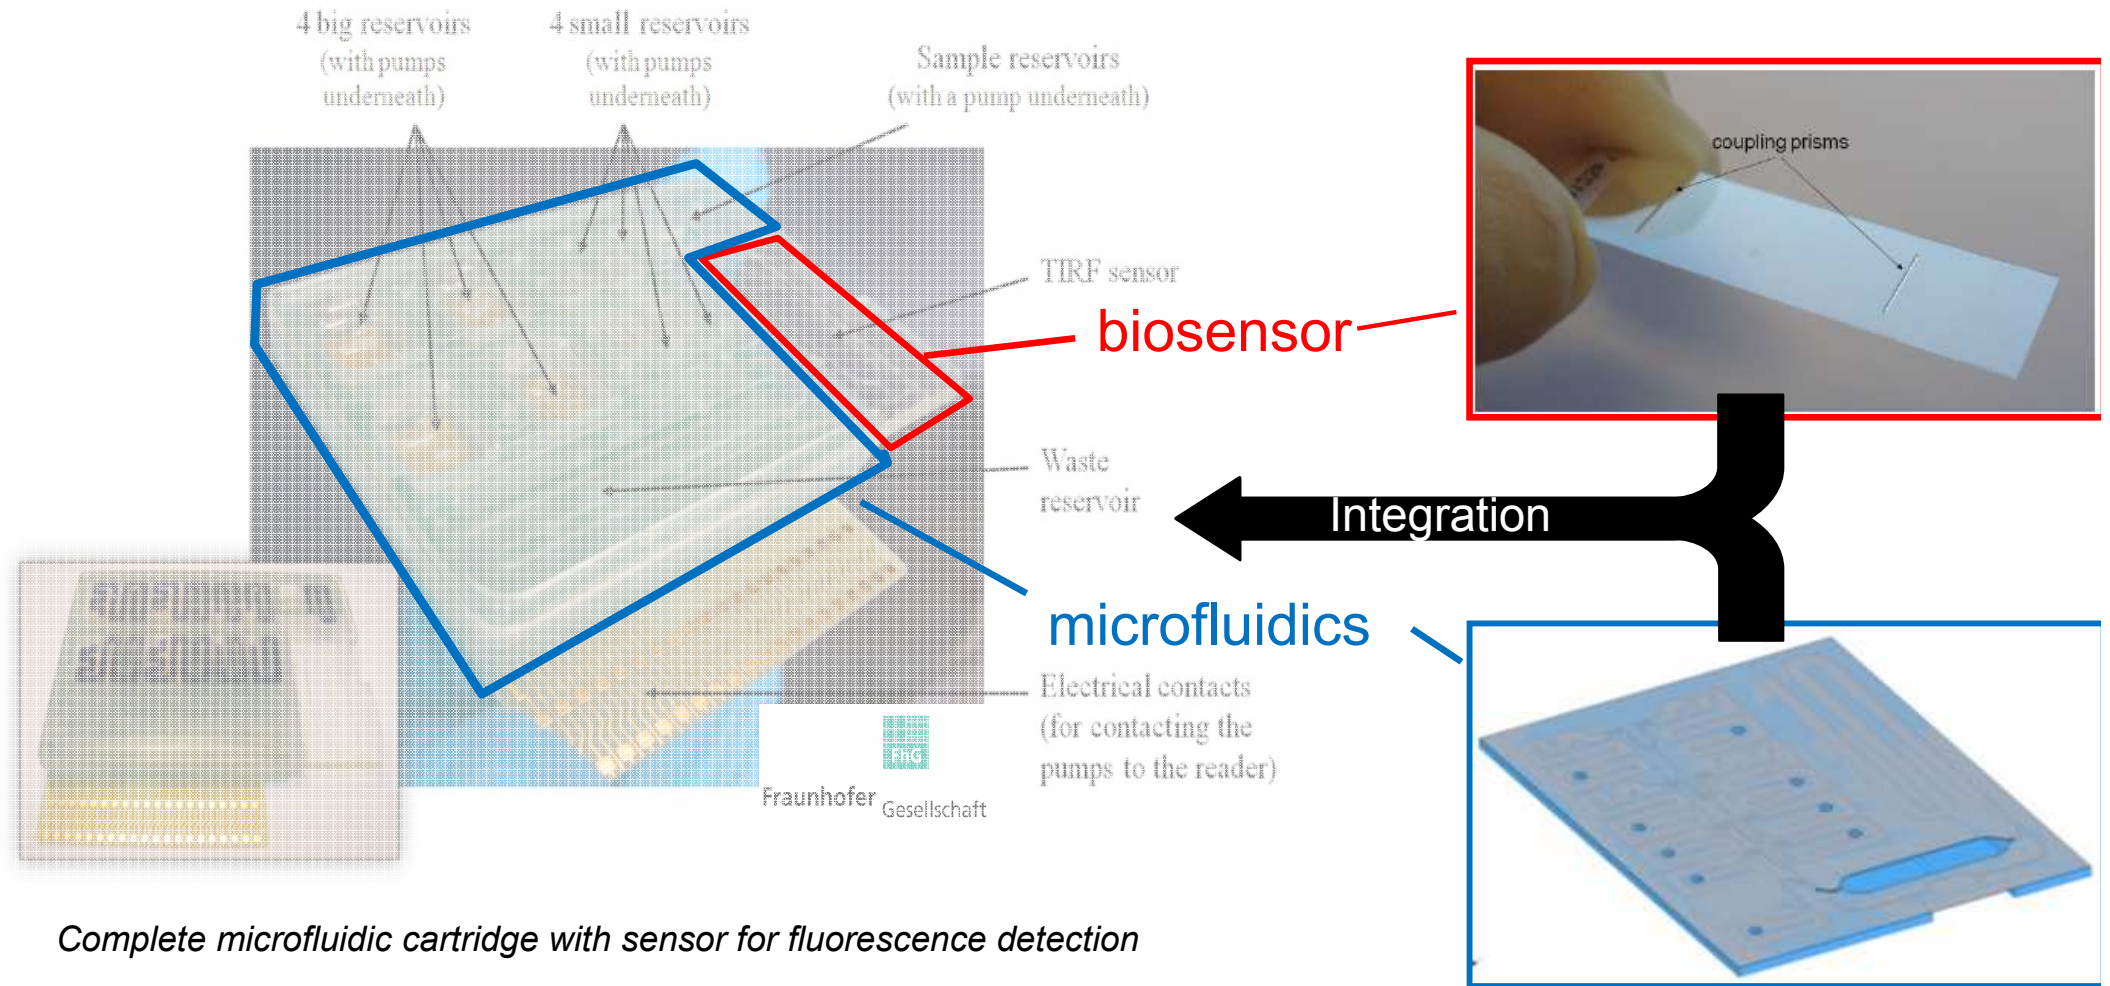 4 big reservoirs
(with pumps
underneath)
4 small reservoirs
(with pumps
underneath)
Sample reservoirs
(with a pump underneath)
coupling prisms
TIRF sensor
biosensor
Waste
reservoir
Integration
microfluidics
Electrical contacts
(for contacting the
pumps to the reader)
FhG
Fraunhofer
Gesellschaft
Complete microfluidic cartridge with sensor for fluorescence detection